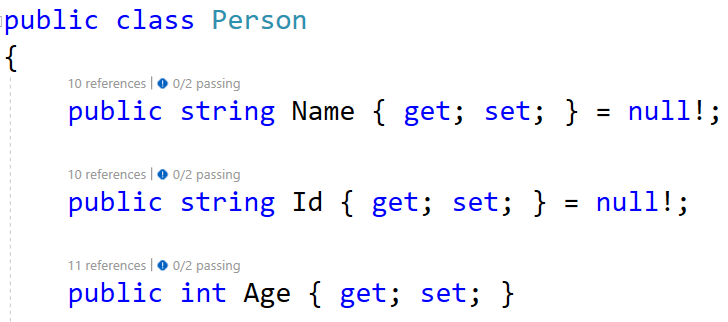 public class Person
{
10 references | 0/2 passing
public string Name { get; set; } = null!;
10 references | 0/2 passing
public string Id { get; set; } = null!;
11 references | 0/2 passing
public int Age { get; set; }